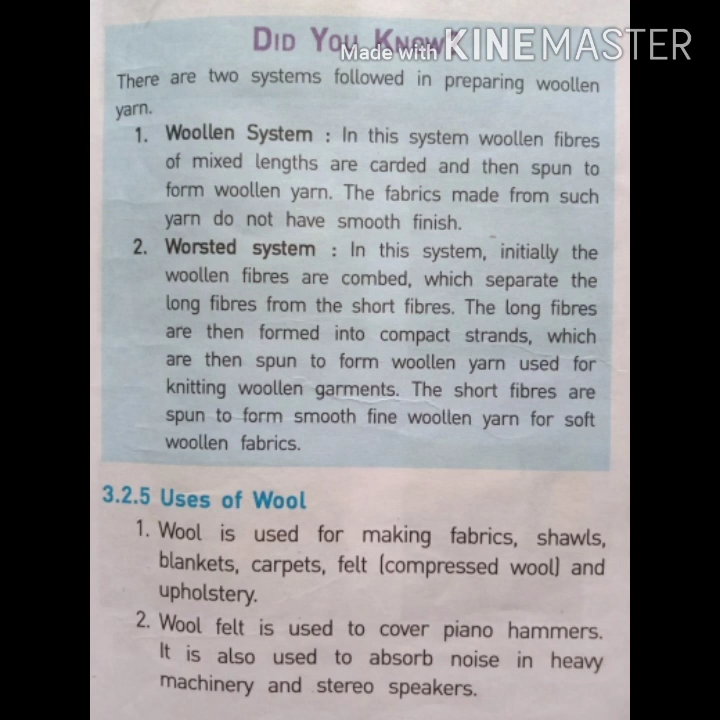 DID YOU KNOW
Made with KINEMASTER
There are two systems followed in preparing woollen
yarn.
1. Woollen System : In this system woollen fibres
of mixed lengths are carded and then spun to
form woollen yarn. The fabrics made from such
yarn do not have smooth finish.
2. Worsted system : In this system, initially the
woollen fibres are combed, which separate the
long fibres from the short fibres. The long fibres
are then formed into compact strands, which
are then spun to form woollen yarn used for
knitting woollen garments. The short fibres are
spun to form smooth fine woollen yarn for soft
woollen fabrics.
3.2.5 Uses of Wool
1. Wool is used for making fabrics, shawls,
blankets, carpets, felt (compressed wool) and
upholstery.
2. Wool felt is used to cover piano hammers.
It is also used to absorb noise in heavy
machinery and stereo speakers.